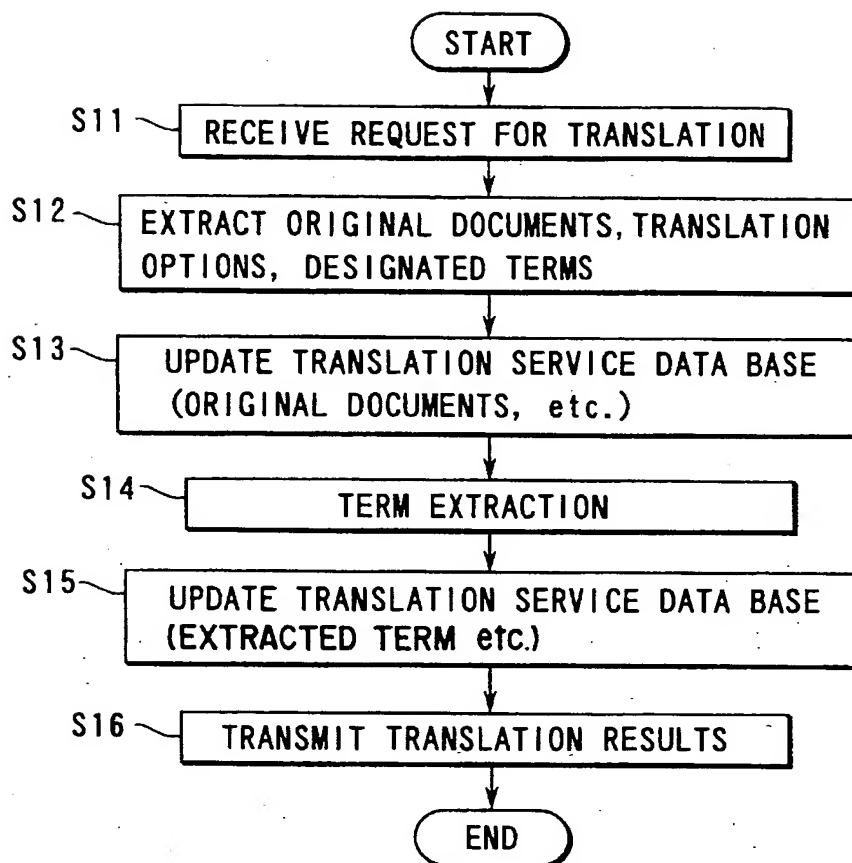 START
S11
RECEIVE REQUEST FOR TRANSLATION
S12
EXTRACT ORIGINAL DOCUMENTS, TRANSLATION
OPTIONS, DESIGNATED TERMS
S13
UPDATE TRANSLATION SERVICE DATA BASE
(ORIGINAL DOCUMENTS, etc.)
S14
TERM EXTRACTION
S15
UPDATE TRANSLATION SERVICE DATA BASE
(EXTRACTED TERM etc.)
S16
TRANSMIT TRANSLATION RESULTS
END